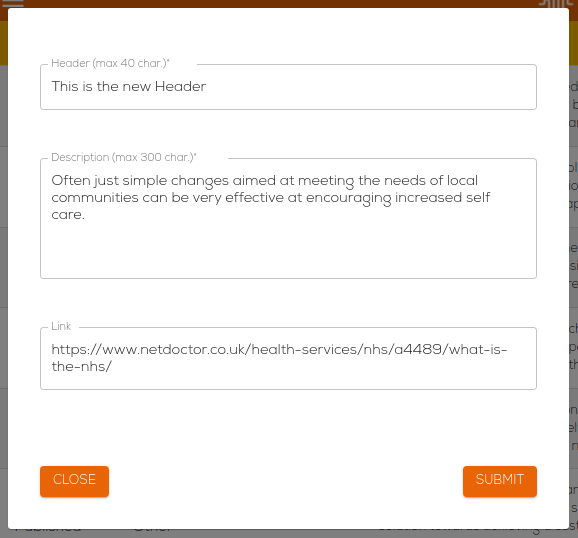 Header (max 40 char.)*
This is the new Header
Description (max 300 char.)*
Often just simple changes aimed at meeting the needs of local
communities can be very effective at encouraging increased self
care.
Link
https://www.netdoctor.co.uk/health-services/nhs/a4489/what-is-
the-nhs/
CLOSE
SUBMIT